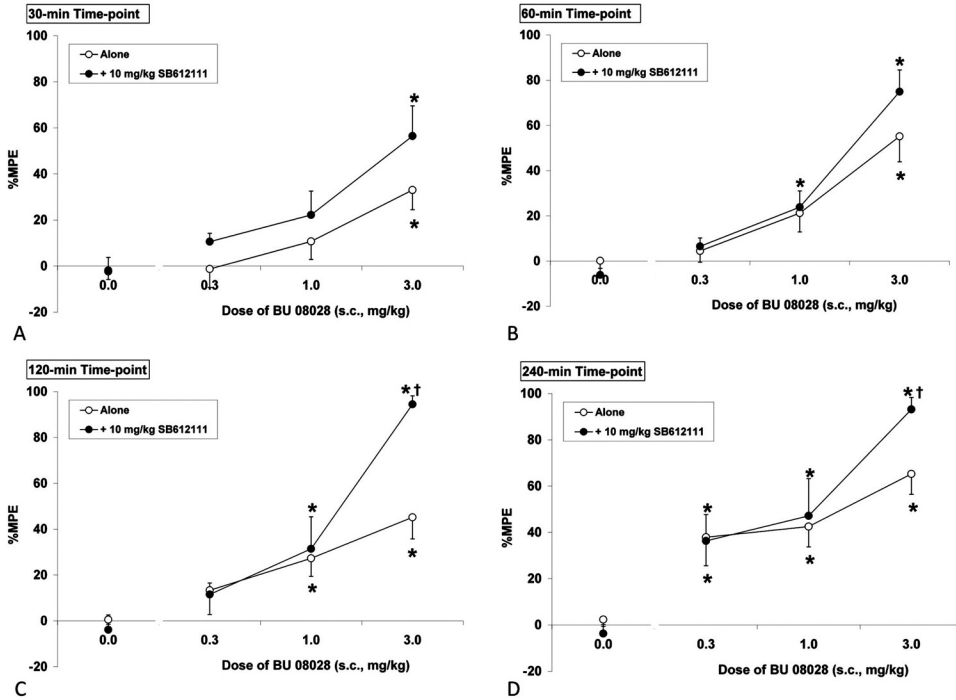 30-min Time-point
100
80
60
40
20
0
-20
%MPE
Alone
+ 10 mg/kg SB612111
*
*
0.0
0.3
1.0
3.0
Dose of BU 08028 (s.c., mg/kg)
A
60-min Time-point
100
80
60
40
20
0
-20
%MPE
Alone
+ 10 mg/kg SB612111
*
*
*
0.0
0.3
1.0
3.0
Dose of BU 08028 (s.c., mg/kg)
B
120-min Time-point
100
80
60
40
20
0
-20
%MPE
Alone
+ 10 mg/kg SB612111
*†
*
*
*
0.0
0.3
1.0
3.0
Dose of BU 08028 (s.c., mg/kg)
C
240-min Time-point
100
80
60
40
20
0
-20
%MPE
Alone
+ 10 mg/kg SB612111
*†
*
*
*
*
*
0.0
0.3
1.0
3.0
Dose of BU 08028 (s.c., mg/kg)
D